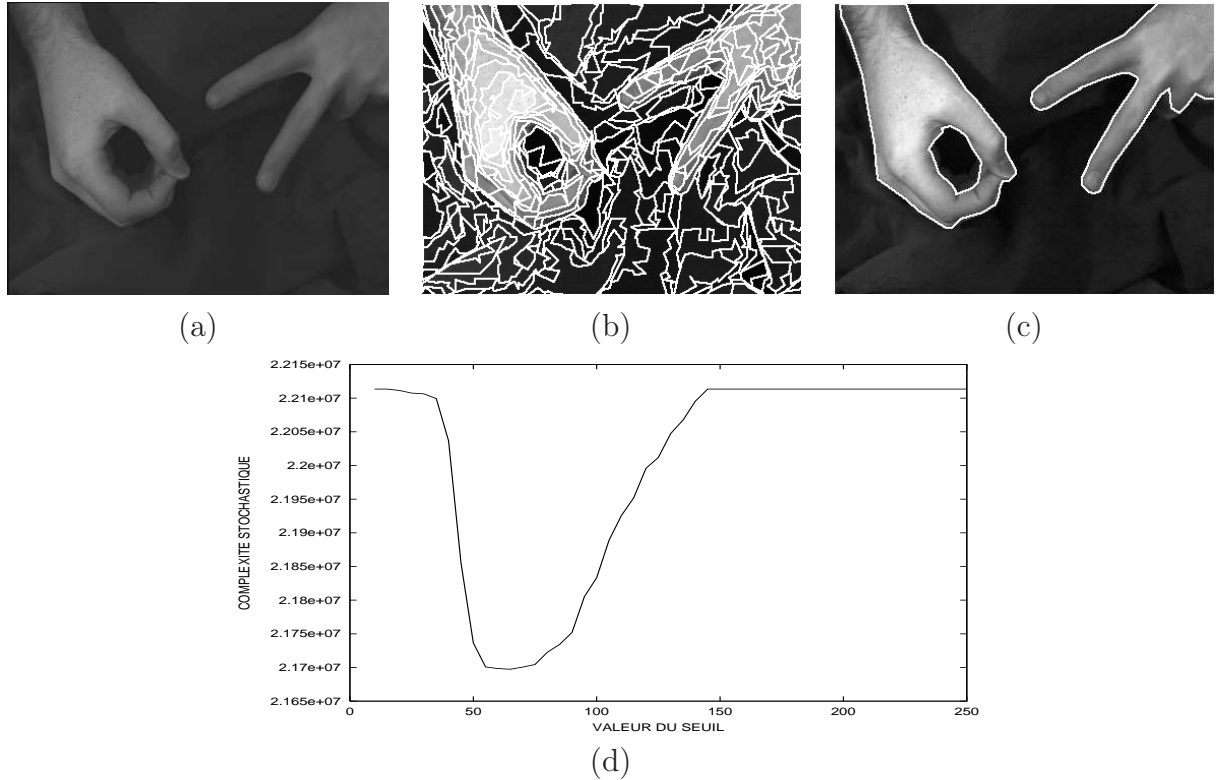 (a)
(b)
(c)
2.215e+07
2.21e+07
2.205e+07
2.2e+07
2.195e+07
2.19e+07
2.185e+07
2.18e+07
2.175e+07
2.17e+07
2.165e+07
COMPLEXITE STOCHASTIQUE
0
50
100
150
200
250
VALEUR DU SEUIL
(d)